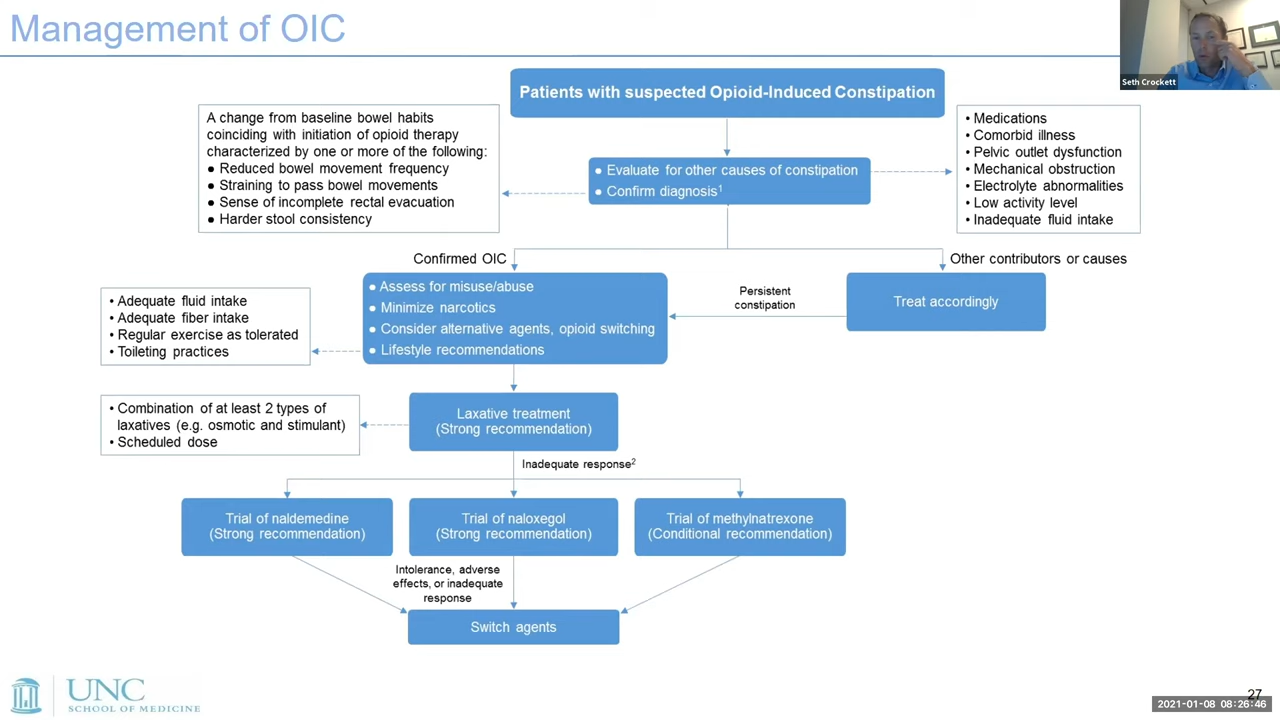 Management of OIC
Seth Crockett
Patients with suspected Opioid-Induced Constipation
A change from baseline bowel habits
coinciding with initiation of opioid therapy
characterized by one or more of the following:
● Reduced bowel movement frequency
● Straining to pass bowel movements
● Sense of incomplete rectal evacuation
● Harder stool consistency
● Evaluate for other causes of constipation
● Confirm diagnosis¹
• Medications
• Comorbid illness
• Pelvic outlet dysfunction
• Mechanical obstruction
• Electrolyte abnormalities
• Low activity level
• Inadequate fluid intake
Confirmed OIC
Other contributors or causes
• Adequate fluid intake
• Adequate fiber intake
• Regular exercise as tolerated
• Toileting practices
● Assess for misuse/abuse
● Minimize narcotics
● Consider alternative agents, opioid switching
● Lifestyle recommendations
Persistent
constipation
Treat accordingly
• Combination of at least 2 types of
laxatives (e.g. osmotic and stimulant)
• Scheduled dose
Laxative treatment
(Strong recommendation)
Inadequate response²
Trial of naldemedine
(Strong recommendation)
Trial of naloxegol
(Strong recommendation)
Trial of methylnatrexone
(Conditional recommendation)
Intolerance, adverse
effects, or inadequate
response
Switch agents
UNC
SCHOOL OF MEDICINE
27
2021-01-08 08:26:46